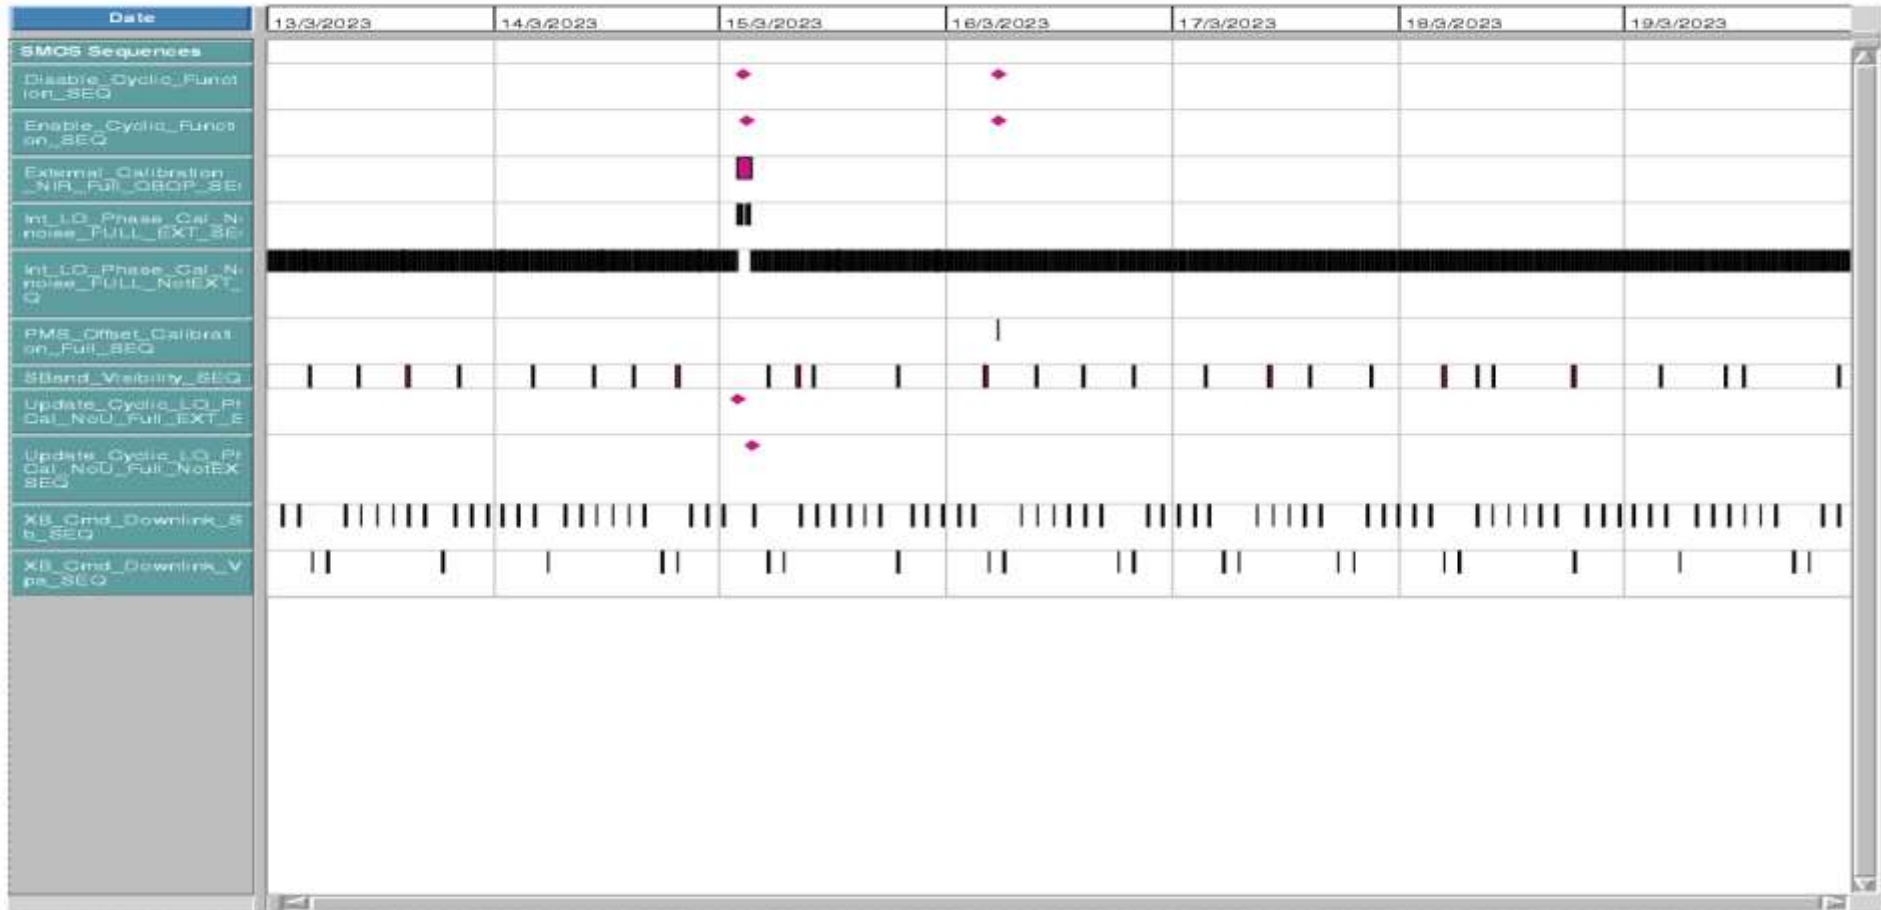 Date
13/3/2023 14/3/2023 15/3/2023 16/3/2023 17/3/2023 18/3/2023 19/3/2023
SMOS Sequences
Disable_Cyclic_Funct
ion_SEQ
Enable_Cyclic_Functi
on_SEQ
External_Calibration
_NIR_Full_OBOP_SE
Int_LO_Phase_Cal_N
noise_FULL_EXT_SE
Int_LO_Phase_Cal_N
noise_FULL_NotEXT_
Q
PMS_Offset_Calibrati
on_Full_SEQ
SBand_Visibility_SEQ
Update_Cyclic_LO_P
Cal_NoU_Full_EXT_S
Update_Cyclic_LO_P
Cal_NoU_Full_NotEX
SEQ
XB_Cmd_Downlink_S
b_SEQ
XB_Cmd_Downlink_V
pa_SEQ